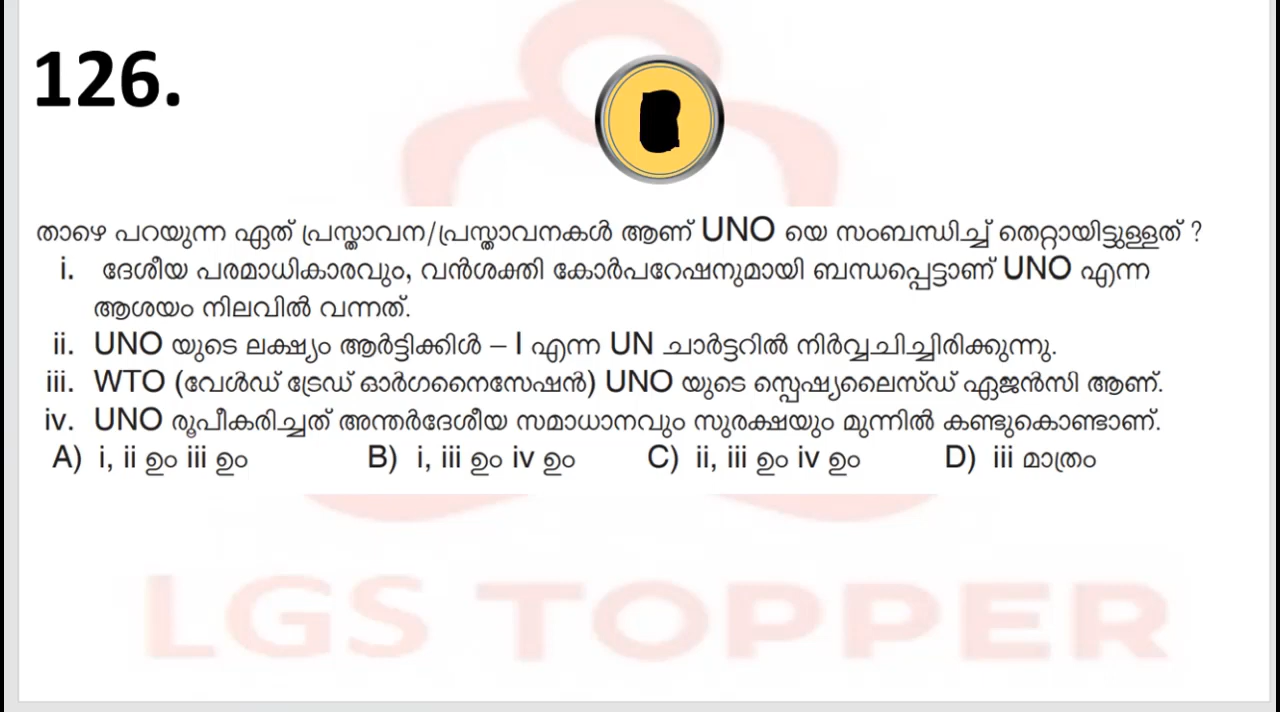 126.
താഴെ പറയുന്ന ഏത് പ്രസ്താവന/പ്രസ്താവനകൾ ആണ് UNO യെ സംബന്ധിച്ച് തെറ്റായിട്ടുള്ളത് ?
i. ദേശീയ പരമാധികാരവും, വൻശക്തി കോർപറേഷനുമായി ബന്ധപ്പെട്ടാണ് UNO എന്ന
ആശയം നിലവിൽ വന്നത്.
ii. UNO യുടെ ലക്ഷ്യം ആർട്ടിക്കിൾ – I എന്ന UN ചാർട്ടറിൽ നിർവ്വചിച്ചിരിക്കുന്നു.
iii. WTO (വേൾഡ് ട്രേഡ് ഓർഗനൈസേഷൻ) UNO യുടെ സ്പെഷ്യലൈസ്ഡ് ഏജൻസി ആണ്.
iv. UNO രൂപീകരിച്ചത് അന്തർദേശീയ സമാധാനവും സുരക്ഷയും മുന്നിൽ കണ്ടുകൊണ്ടാണ്.
A) i, ii ഉം iii ഉം B) i, iii ഉം iv ഉം C) ii, iii ഉം iv ഉം D) iii മാത്രം
LGS TOPPER